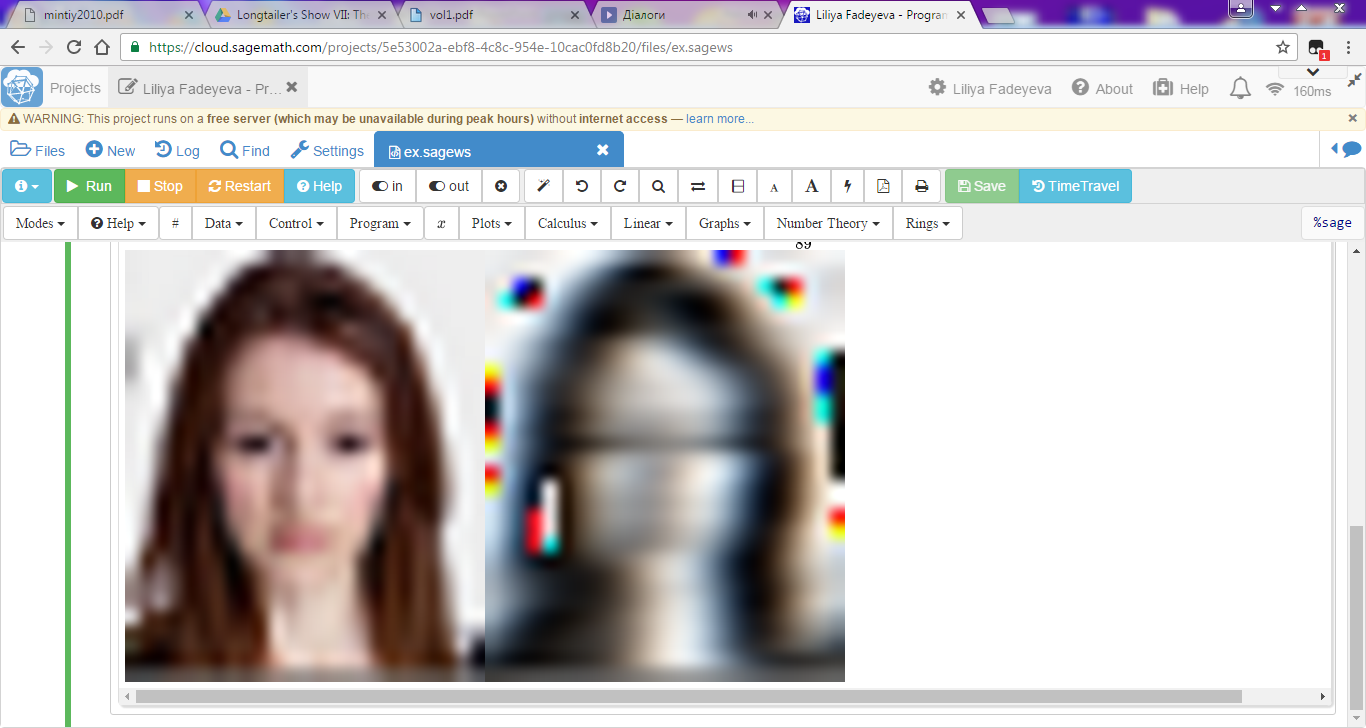 mintiy2010.pdf
Longtailer's Show VII: The
vol1.pdf
Діалоги
Liliya Fadeyeva - Program
https://cloud.sagemath.com/projects/5e53002a-ebf8-4c8c-954e-10cac0fd8b20/files/ex.sagews
1
Projects
Liliya Fadeyeva - Pr...
Liliya Fadeyeva
About
Help
160ms
WARNING: This project runs on a free server (which may be unavailable during peak hours) without internet access — learn more...
Files
New
Log
Find
Settings
ex.sagews
Run
Stop
Restart
Help
in
out
A
A
Save
TimeTravel
Modes
Help
#
Data
Control
Program
x
Plots
Calculus
Linear
Graphs
Number Theory
Rings
%sage
89